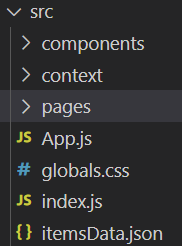 src
components
context
pages
JS App.js
# globals.css
JS index.js
{} itemsData.json